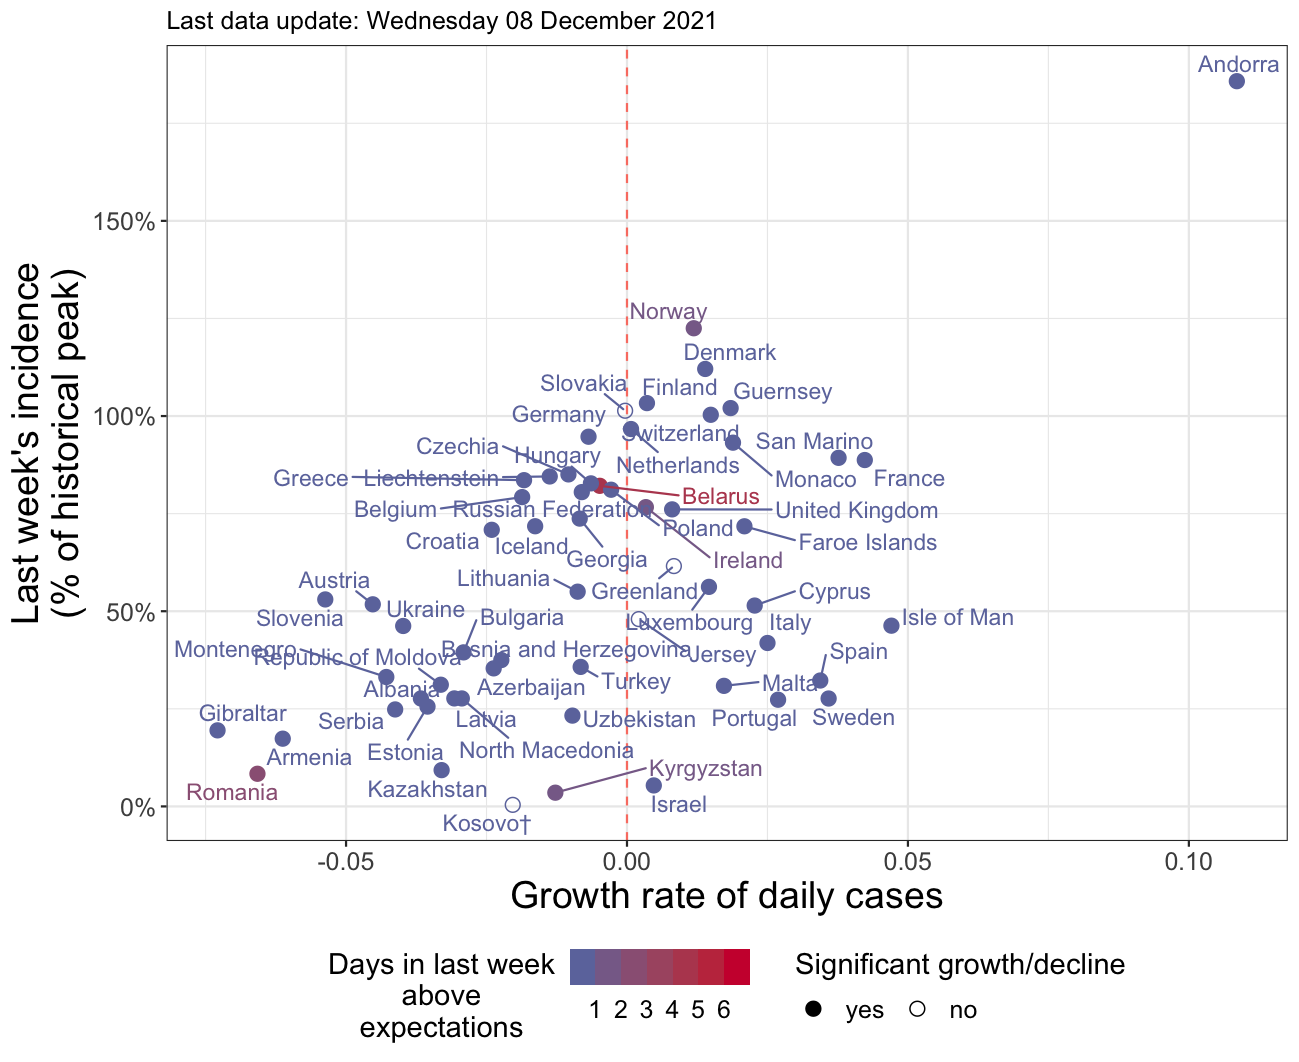 Last data update: Wednesday 08 December 2021
Andorra
150%
Norway
Denmark
Slovakia
Finland
Guernsey
100%
Germany
Switzerland
San Marino
Czechia
Hungary
Netherlands
Greece
Liechtenstein
Monaco
France
Belarus
Belgium
Russian Federation
United Kingdom
Poland
Croatia
Iceland
Faroe Islands
Georgia
Ireland
Lithuania
Austria
Greenland
Cyprus
50%
Slovenia
Ukraine
Bulgaria
Luxembourg
Italy
Isle of Man
Montenegro
Republic of Moldova
Bosnia and Herzegovina
Jersey
Spain
Albania
Azerbaijan
Turkey
Malta
Gibraltar
Serbia
Latvia
Uzbekistan
Portugal
Sweden
Armenia
Estonia
North Macedonia
Romania
Kazakhstan
Kyrgyzstan
Israel
0%
Kosovo†
Last week's incidence
(% of historical peak)
-0.05
0.00
0.05
0.10
Growth rate of daily cases
Days in last week
above
expectations
1 2 3 4 5 6
Significant growth/decline
yes
no